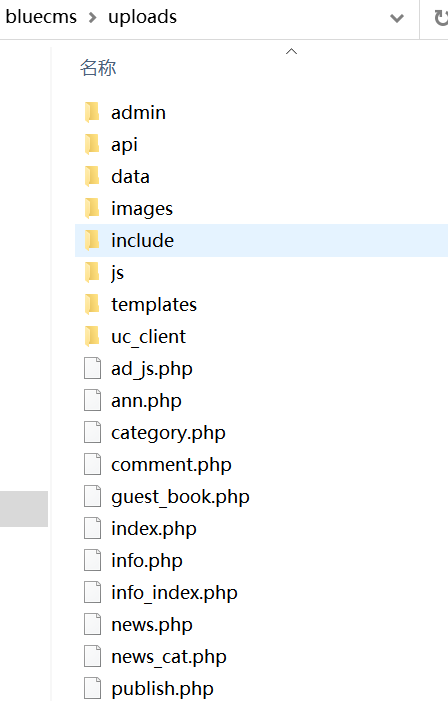 bluecms > uploads
名称
admin
api
data
images
include
js
templates
uc_client
ad_js.php
ann.php
category.php
comment.php
guest_book.php
index.php
info.php
info_index.php
news.php
news_cat.php
publish.php